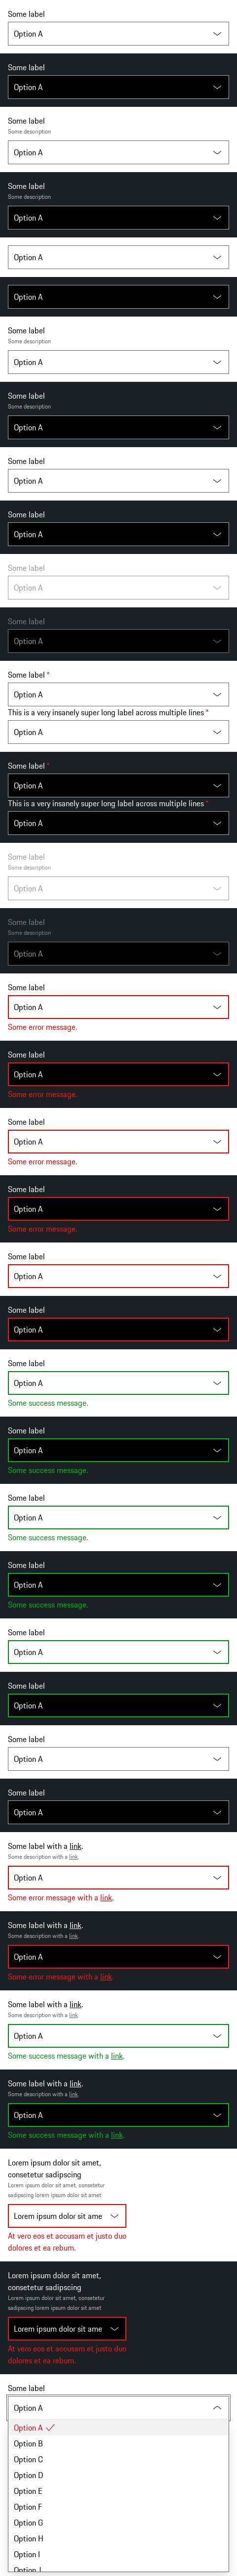 Some label
Option A
Some label
Option A
Some label
Some description
Option A
Some label
Some description
Option A
Option A
Option A
Some label
Some description
Option A
Some label
Some description
Option A
Some label
Option A
Some label
Option A
Some label
Option A
Some label
Option A
Some label *
Option A
This is a very insanely super long label across multiple lines *
Option A
Some label *
Option A
This is a very insanely super long label across multiple lines *
Option A
Some label
Some description
Option A
Some label
Some description
Option A
Some label
Option A
Some error message.
Some label
Option A
Some error message.
Some label
Option A
Some error message.
Some label
Option A
Some error message.
Some label
Option A
Some label
Option A
Some label
Option A
Some success message.
Some label
Option A
Some success message.
Some label
Option A
Some success message.
Some label
Option A
Some success message.
Some label
Option A
Some label
Option A
Some label
Option A
Some label
Option A
Some label with a link.
Some description with a link.
Option A
Some error message with a link.
Some label with a link.
Some description with a link.
Option A
Some error message with a link.
Some label with a link.
Some description with a link.
Option A
Some success message with a link.
Some label with a link.
Some description with a link.
Option A
Some success message with a link.
Lorem ipsum dolor sit amet,
consetetur sadipscing
Lorem ipsum dolor sit amet, consetetur
sadipscing lorem ipsum dolor sit amet
Lorem ipsum dolor sit ame
At vero eos et accusam et justo duo
dolores et ea rebum.
Lorem ipsum dolor sit amet,
consetetur sadipscing
Lorem ipsum dolor sit amet, consetetur
sadipscing lorem ipsum dolor sit amet
Lorem ipsum dolor sit ame
At vero eos et accusam et justo duo
dolores et ea rebum.
Some label
Option A
Option A
Option B
Option C
Option D
Option E
Option F
Option G
Option H
Option I
Option J